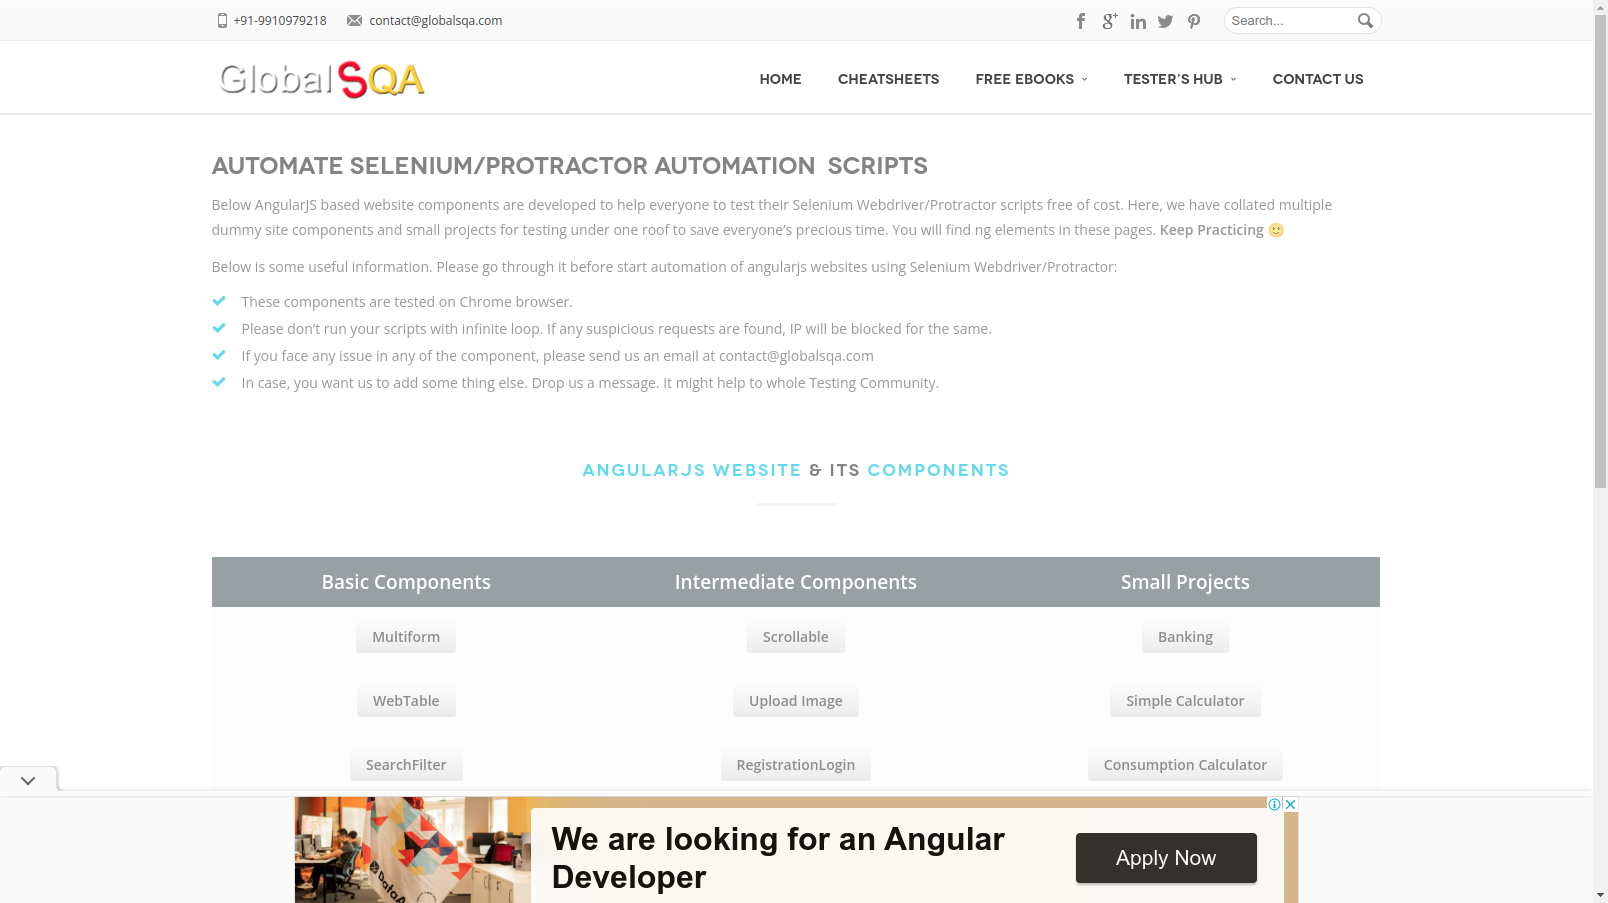 +91-9910979218 contact@globalsqa.com Search...
GlobalSQA
HOME CHEATSHEETS FREE EBOOKS TESTER'S HUB CONTACT US
AUTOMATE SELENIUM/PROTRACTOR AUTOMATION SCRIPTS
Below AngularJS based website components are developed to help everyone to test their Selenium Webdriver/Protractor scripts free of cost. Here, we have collated multiple
dummy site components and small projects for testing under one roof to save everyone's precious time. You will find ng elements in these pages. Keep Practicing 🙂
Below is some useful information. Please go through it before start automation of angularjs websites using Selenium Webdriver/Protractor:
These components are tested on Chrome browser.
Please don't run your scripts with infinite loop. If any suspicious requests are found, IP will be blocked for the same.
If you face any issue in any of the component, please send us an email at contact@globalsqa.com
In case, you want us to add some thing else. Drop us a message. It might help to whole Testing Community.
ANGULARJS WEBSITE & ITS COMPONENTS
Basic Components Intermediate Components Small Projects
Multiform Scrollable Banking
WebTable Upload Image Simple Calculator
SearchFilter RegistrationLogin Consumption Calculator
We are looking for an Angular
Developer
Apply Now